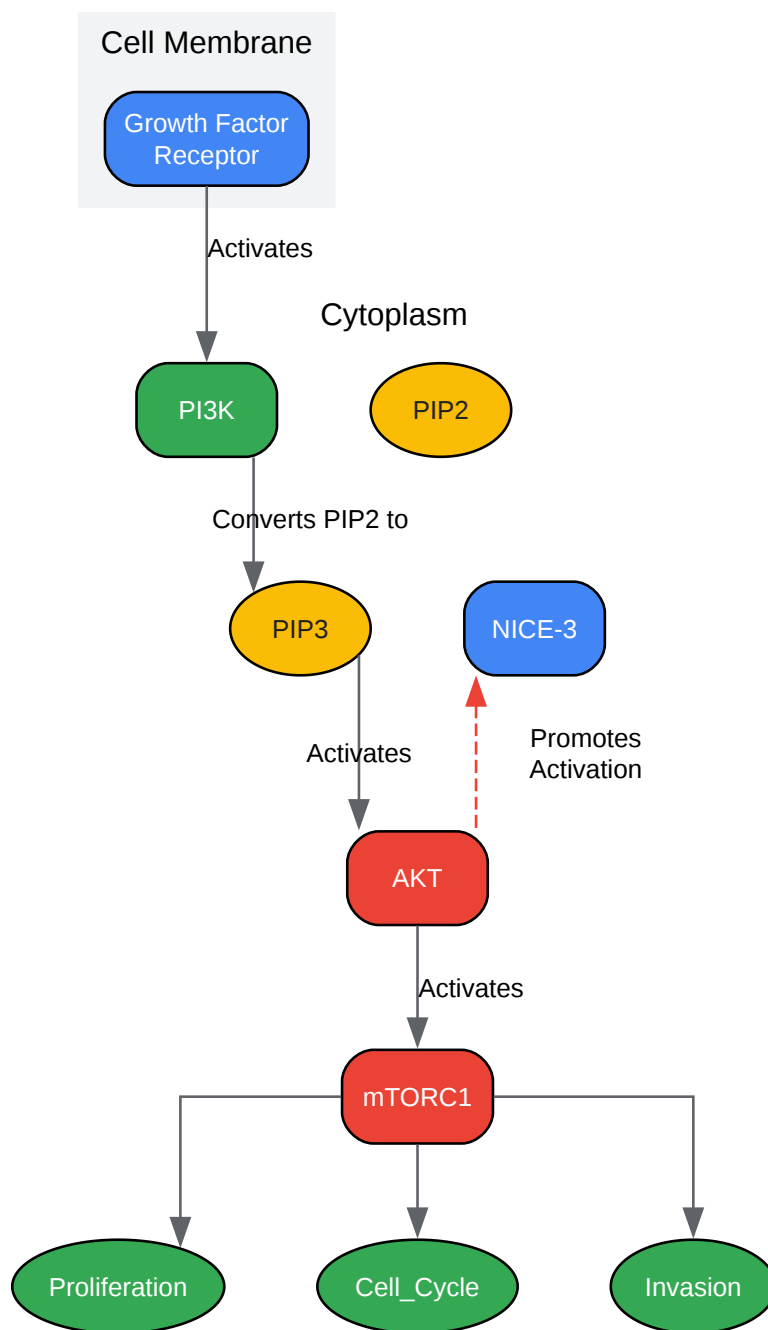 Cell Membrane
Growth Factor
Receptor
Activates
Cytoplasm
PI3K
PIP2
Converts PIP2 to
PIP3
NICE-3
Activates
Promotes
Activation
AKT
Activates
mTORC1
Proliferation
Cell_Cycle
Invasion